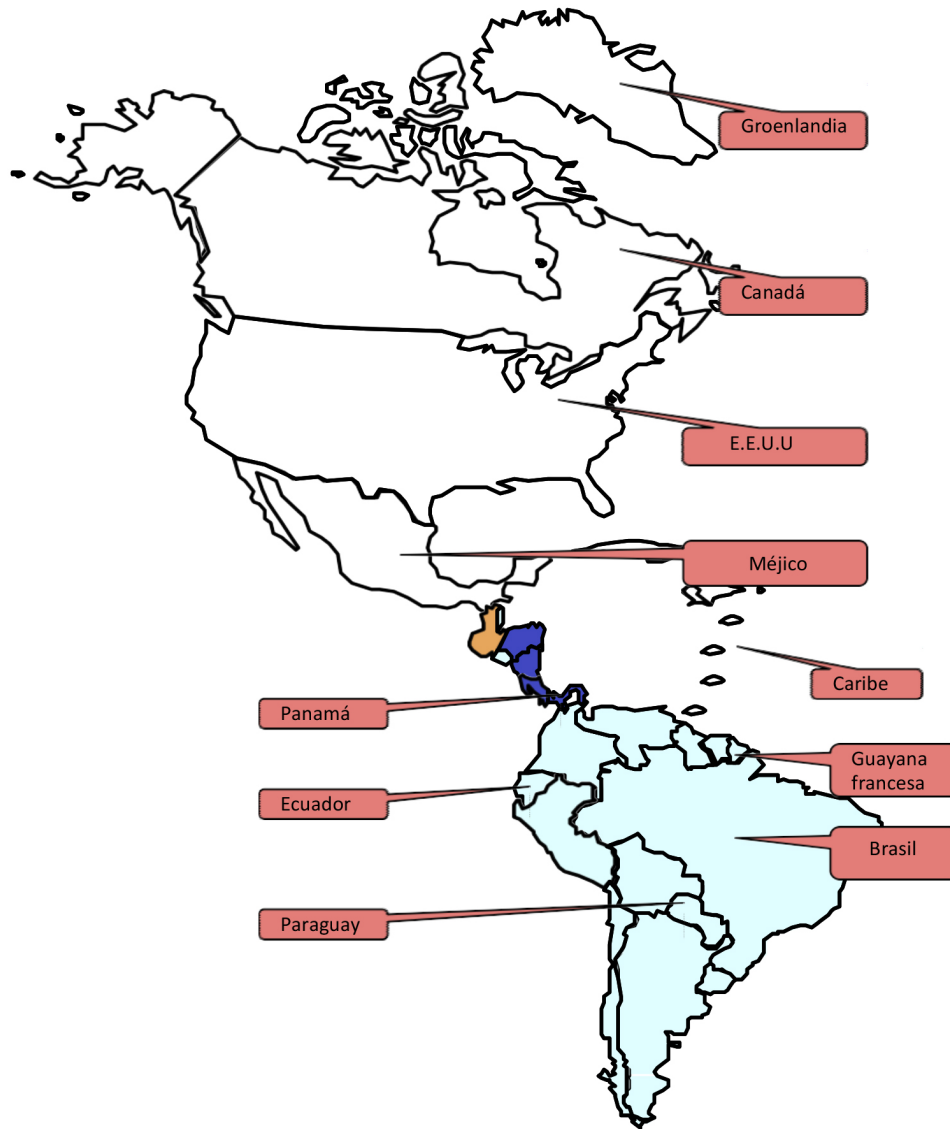 Groenlandia
Canadá
E.E.U.U
Méjico
Caribe
Panamá
Guayana
francesa
Ecuador
Brasil
Paraguay